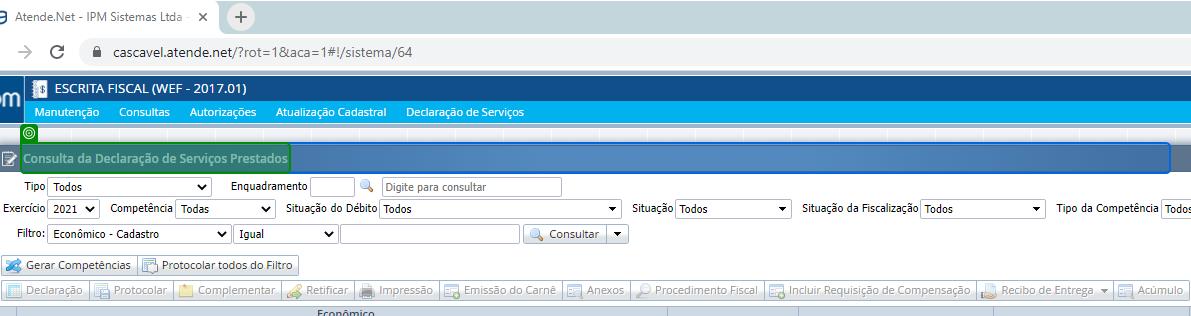 Atende.Net - IPM Sistemas Ltda -
cascavel.atende.net/?rot=1&aca=1#!/sistema/64
om
ESCRITA FISCAL (WEF - 2017.01)
Manutenção Consultas Autorizações Atualização Cadastral Declaração de Serviços
Consulta da Declaração de Serviços Prestados
Tipo Todos Enquadramento Digite para consultar
Exercício 2021 Competência Todas Situação do Débito Todos Situação Todos Situação da Fiscalização Todos Tipo da Competência Todos
Filtro: Econômico - Cadastro Igual Consultar
Gerar Competências Protocolar todos do Filtro
Declaração Protocolar Complementar Retificar Impressão Emissão do Carnê Anexos Procedimento Fiscal Incluir Requisição de Compensação Recibo de Entrega Acúmulo
Econômico